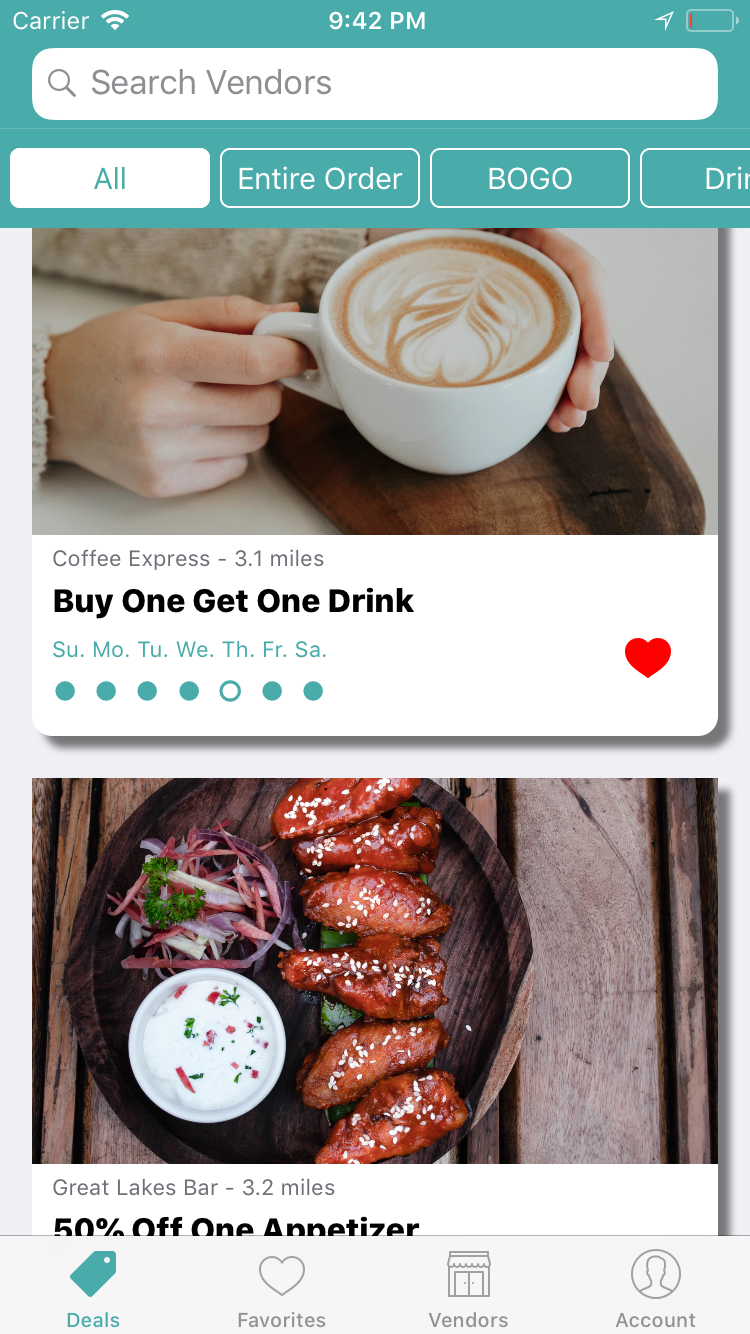 Carrier 9:42 PM
Search Vendors
All Entire Order BOGO
Coffee Express - 3.1 miles
Buy One Get One Drink
Su. Mo. Tu. We. Th. Fr. Sa.
Great Lakes Bar - 3.2 miles
50% Off One Appetizer
Deals Favorites Vendors Account